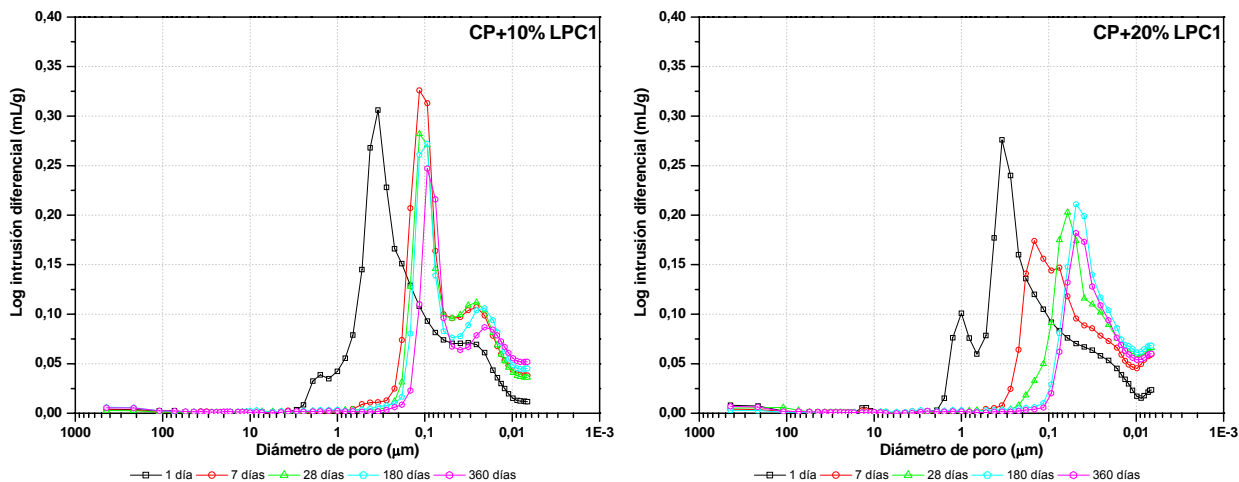 CP+10% LPC1
Log intrusión diferencial (mL/g)
0,40
0,35
0,30
0,25
0,20
0,15
0,10
0,05
0,00
1000 100 10 1 0,1 0,01 1E-3
Diámetro de poro (µm)
1 día 7 días 28 días 180 días 360 días
CP+20% LPC1
Log intrusión diferencial (mL/g)
0,40
0,35
0,30
0,25
0,20
0,15
0,10
0,05
0,00
1000 100 10 1 0,1 0,01 1E-3
Diámetro de poro (µm)
1 día 7 días 28 días 180 días 360 días